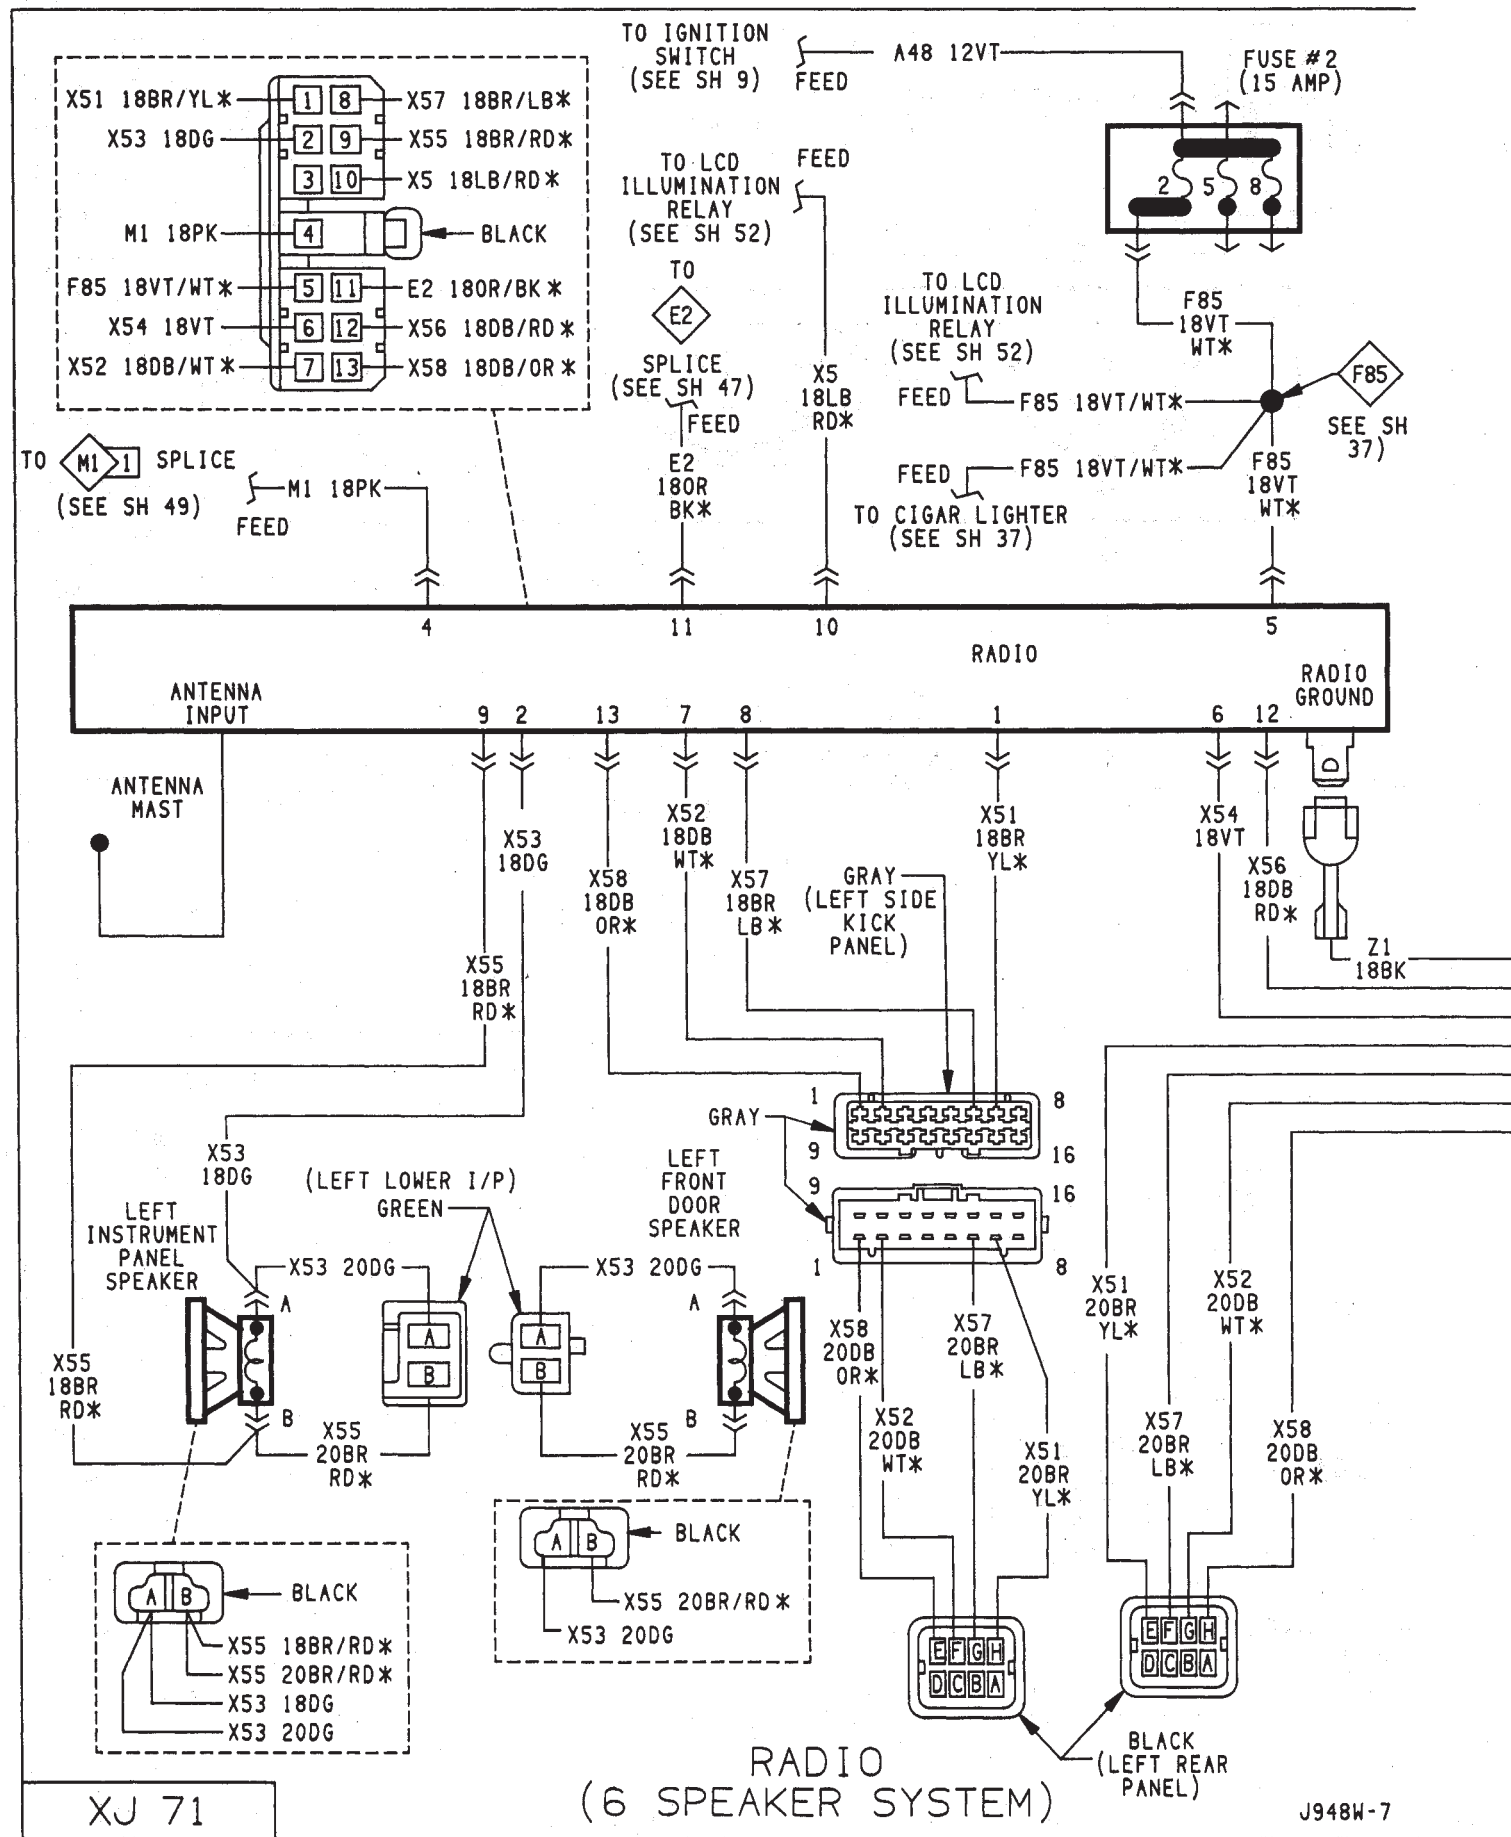 TO IGNITION
SWITCH
(SEE SH 9)
FEED
A48 12VT
FUSE #2
(15 AMP)
2 5 8
X51 18BR/YL*
1 8
X57 18BR/LB*
X53 18DG
2 9
X55 18BR/RD*
3 10
X5 18LB/RD*
M1 18PK
4
BLACK
F85 18VT/WT*
5 11
E2 18OR/BK*
X54 18VT
6 12
X56 18DB/RD*
X52 18DB/WT*
7 13
X58 18DB/OR*
TO LCD
ILLUMINATION
RELAY
(SEE SH 52)
FEED
TO
E2
SPLICE
(SEE SH 47)
FEED
E2
18OR
BK*
X5
18LB
RD*
TO LCD
ILLUMINATION
RELAY
(SEE SH 52)
FEED
F85 18VT/WT*
F85
18VT
WT*
F85
SEE SH
37)
FEED
F85 18VT/WT*
TO CIGAR LIGHTER
(SEE SH 37)
F85
18VT
WT*
TO M1 1 SPLICE
(SEE SH 49)
M1 18PK
FEED
4 11 10 5
RADIO
RADIO
GROUND
ANTENNA
INPUT
9 2 13 7 8 1 6 12
ANTENNA
MAST
D
X53
18DG
X58
18DB
OR*
X52
18DB
WT*
X57
18BR
LB*
X51
18BR
YL*
GRAY
(LEFT SIDE
KICK
PANEL)
X54
18VT
X56
18DB
RD*
Z1
18BK
X55
18BR
RD*
X53
18DG
1 8
GRAY
9 16
9 16
1 8
(LEFT LOWER I/P)
GREEN
LEFT
FRONT
DOOR
SPEAKER
LEFT
INSTRUMENT
PANEL
SPEAKER
X53 20DG
A
A
B
B
X55
20BR
RD*
X55
18BR
RD*
X53 20DG
A
A
B
B
X55
20BR
RD*
X58
20DB
OR*
X52
20DB
WT*
X57
20BR
LB*
X51
20BR
YL*
X51
20BR
YL*
X52
20DB
WT*
X57
20BR
LB*
X58
20DB
OR*
A B
BLACK
X55 20BR/RD*
X53 20DG
A B
BLACK
X55 18BR/RD*
X55 20BR/RD*
X53 18DG
X53 20DG
E F G H
D C B A
E F G H
D C B A
BLACK
(LEFT REAR
PANEL)
RADIO
(6 SPEAKER SYSTEM)
XJ 71
J948W-7